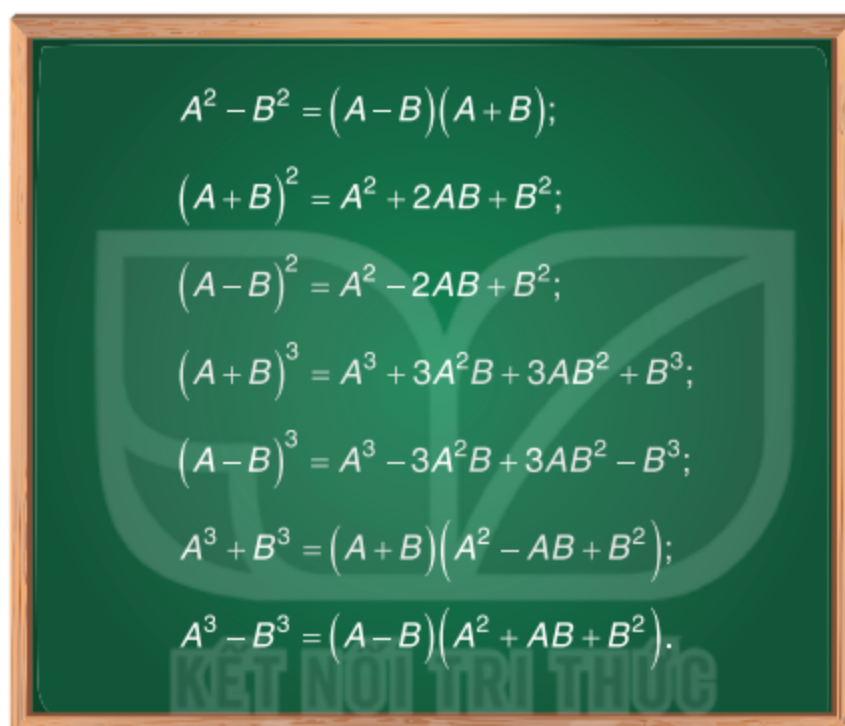 A² − B² = (A − B)(A + B);
(A + B)² = A² + 2AB + B²;
(A − B)² = A² − 2AB + B²;
(A + B)³ = A³ + 3A²B + 3AB² + B³;
(A − B)³ = A³ − 3A²B + 3AB² − B³;
A³ + B³ = (A + B)(A² − AB + B²);
A³ − B³ = (A − B)(A² + AB + B²).
KẾT NỐI TRI THỨC